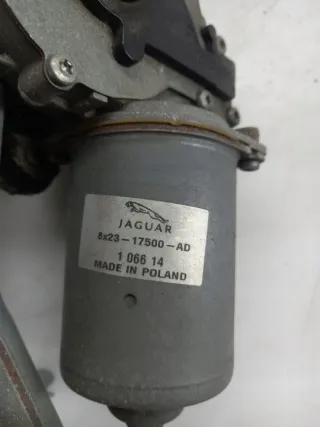 JAGUAR
8X23-17500-AD
1 066 14
MADE IN POLAND